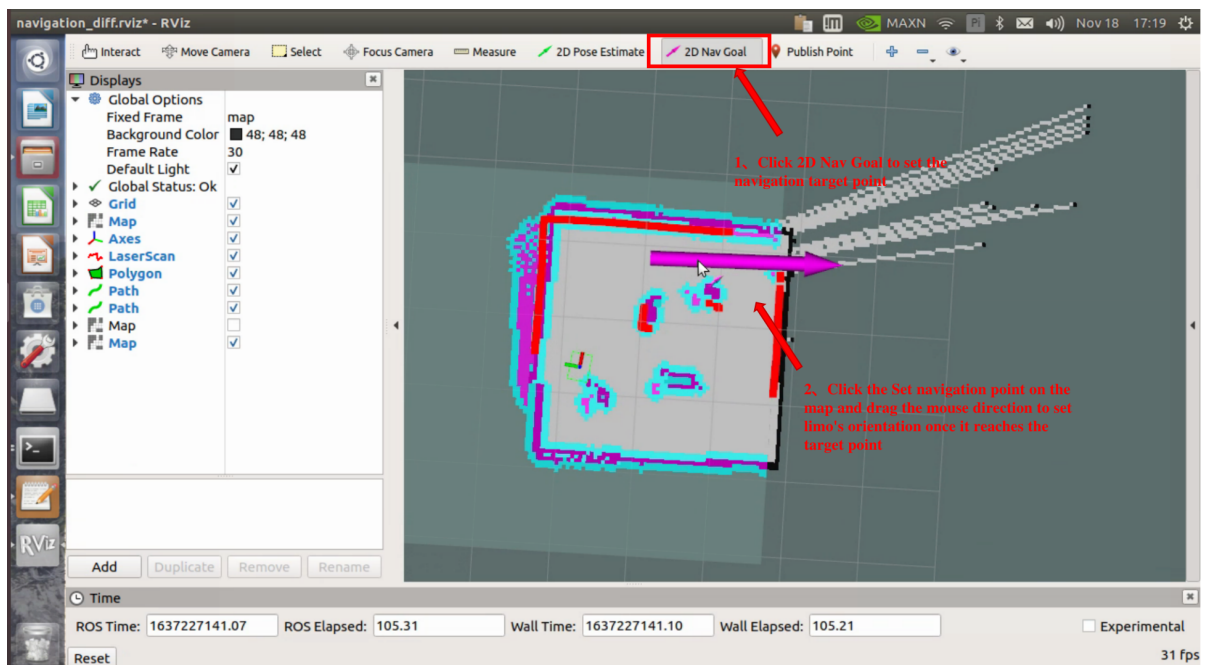 navigation_diff.rviz* - RViz
MAXN
Pi
Nov 18 17:19
Interact Move Camera Select Focus Camera Measure 2D Pose Estimate 2D Nav Goal Publish Point
Displays
Global Options
Fixed Frame map
Background Color 48; 48; 48
Frame Rate 30
Default Light
Global Status: Ok
Grid
Map
Axes
LaserScan
Polygon
Path
Path
Map
Map
1、Click 2D Nav Goal to set the
navigation target point
2、Click the Set navigation point on the
map and drag the mouse direction to set
limo's orientation once it reaches the
target point
RViz
Add Duplicate Remove Rename
Time
ROS Time: 1637227141.07 ROS Elapsed: 105.31 Wall Time: 1637227141.10 Wall Elapsed: 105.21 Experimental
Reset 31 fps